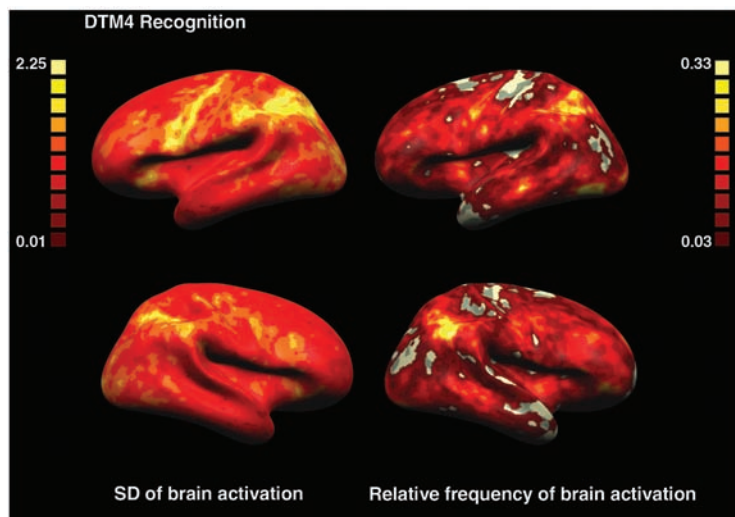 DTM4 Recognition
2.25
0.33
0.01
0.03
SD of brain activation
Relative frequency of brain activation